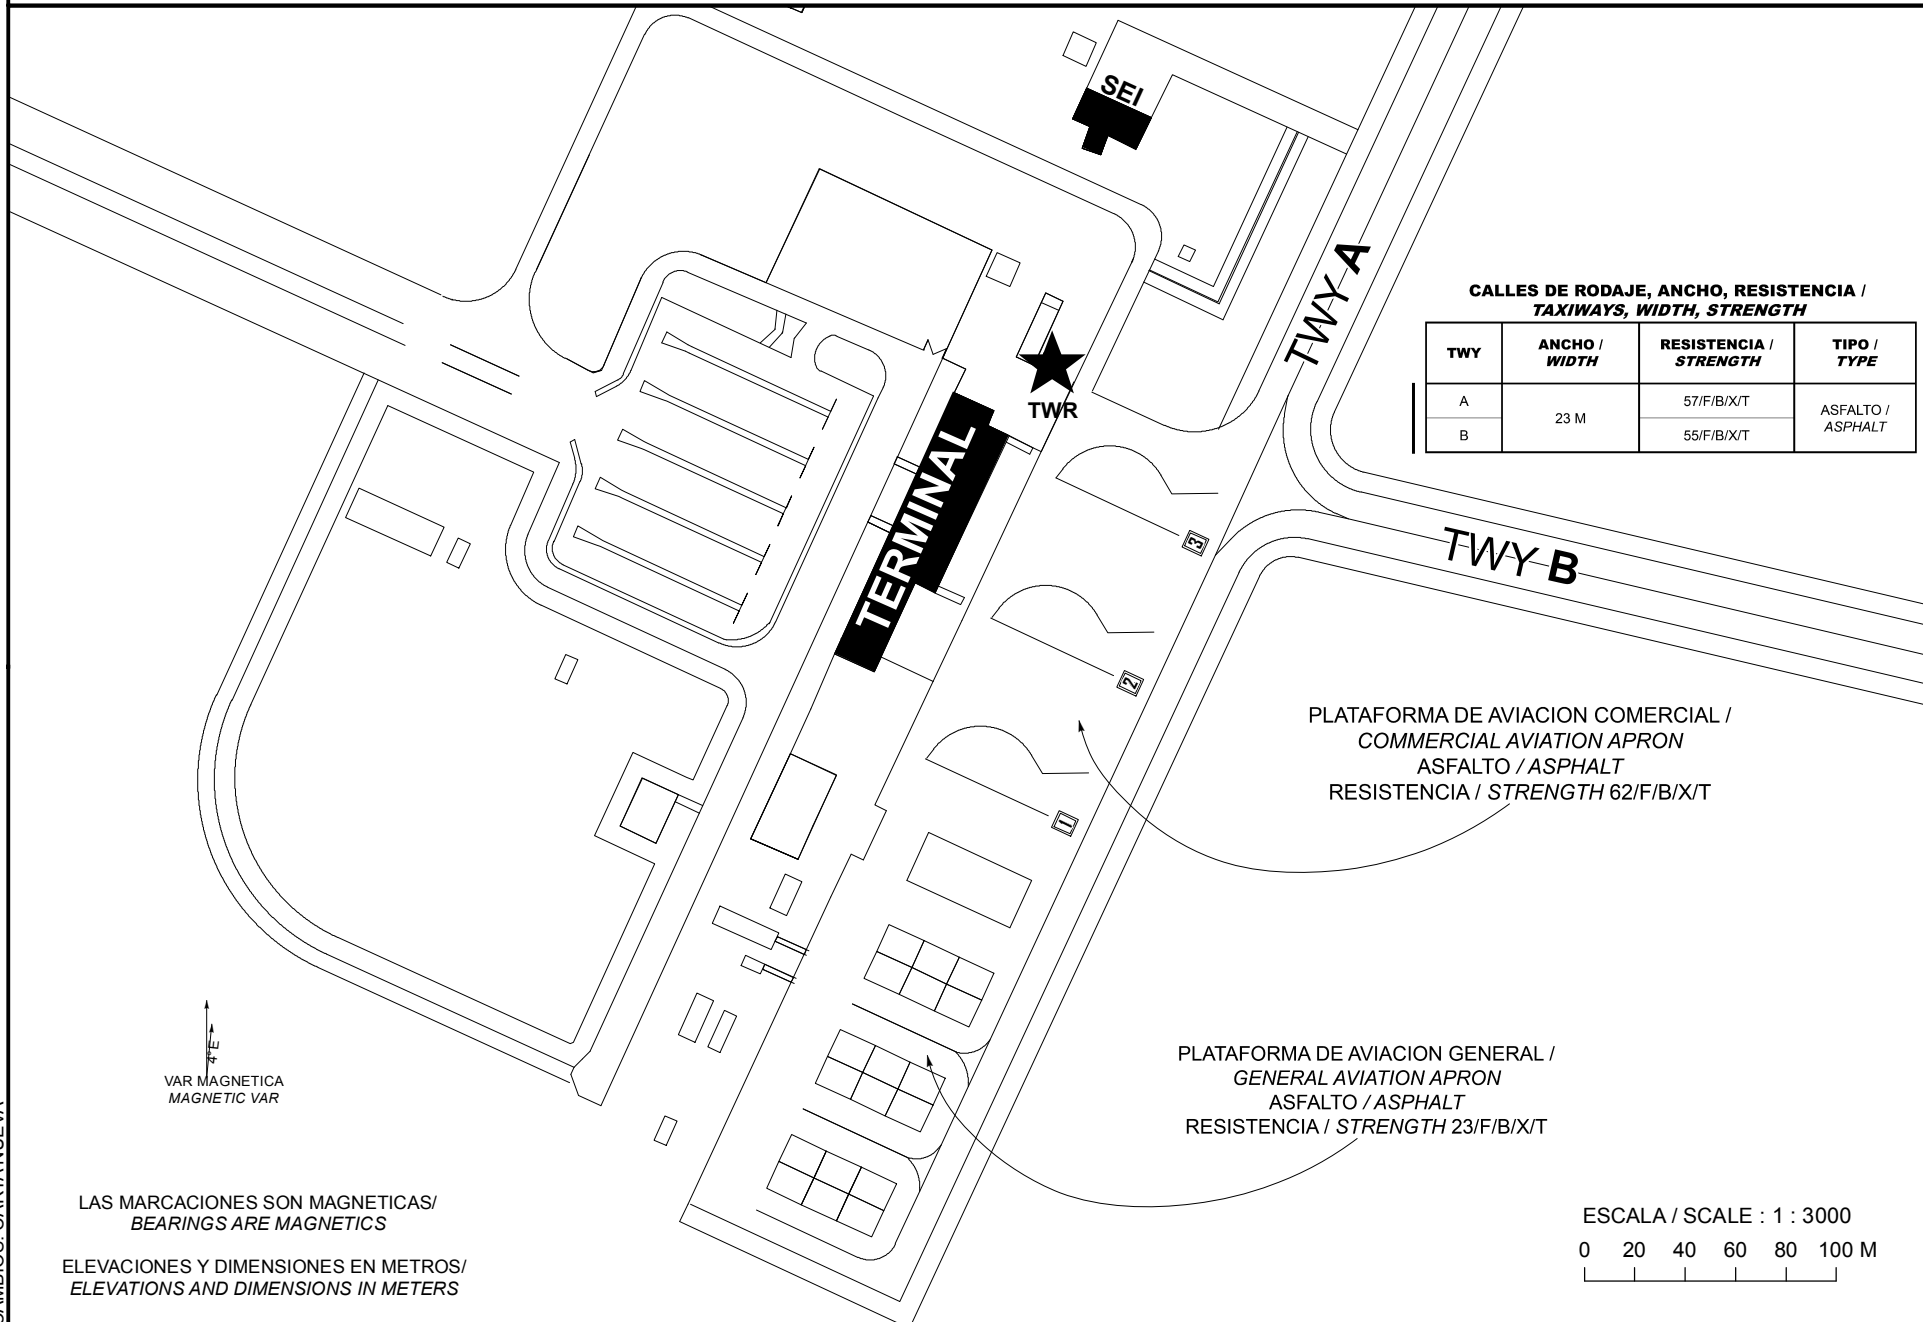 SEI
TWY A
CALLES DE RODAJE, ANCHO, RESISTENCIA /
TAXIWAYS, WIDTH, STRENGTH
TWY
ANCHO /
WIDTH
RESISTENCIA /
STRENGTH
TIPO /
TYPE
A
23 M
57/F/B/X/T
ASFALTO /
ASPHALT
B
55/F/B/X/T
TWR
TERMINAL
3
TWY B
2
PLATAFORMA DE AVIACION COMERCIAL /
COMMERCIAL AVIATION APRON
ASFALTO / ASPHALT
RESISTENCIA / STRENGTH 62/F/B/X/T
1
4°E
VAR MAGNETICA
MAGNETIC VAR
PLATAFORMA DE AVIACION GENERAL /
GENERAL AVIATION APRON
ASFALTO / ASPHALT
RESISTENCIA / STRENGTH 23/F/B/X/T
LAS MARCACIONES SON MAGNETICAS/
BEARINGS ARE MAGNETICS
ELEVACIONES Y DIMENSIONES EN METROS/
ELEVATIONS AND DIMENSIONS IN METERS
ESCALA / SCALE : 1 : 3000
0 20 40 60 80 100 M